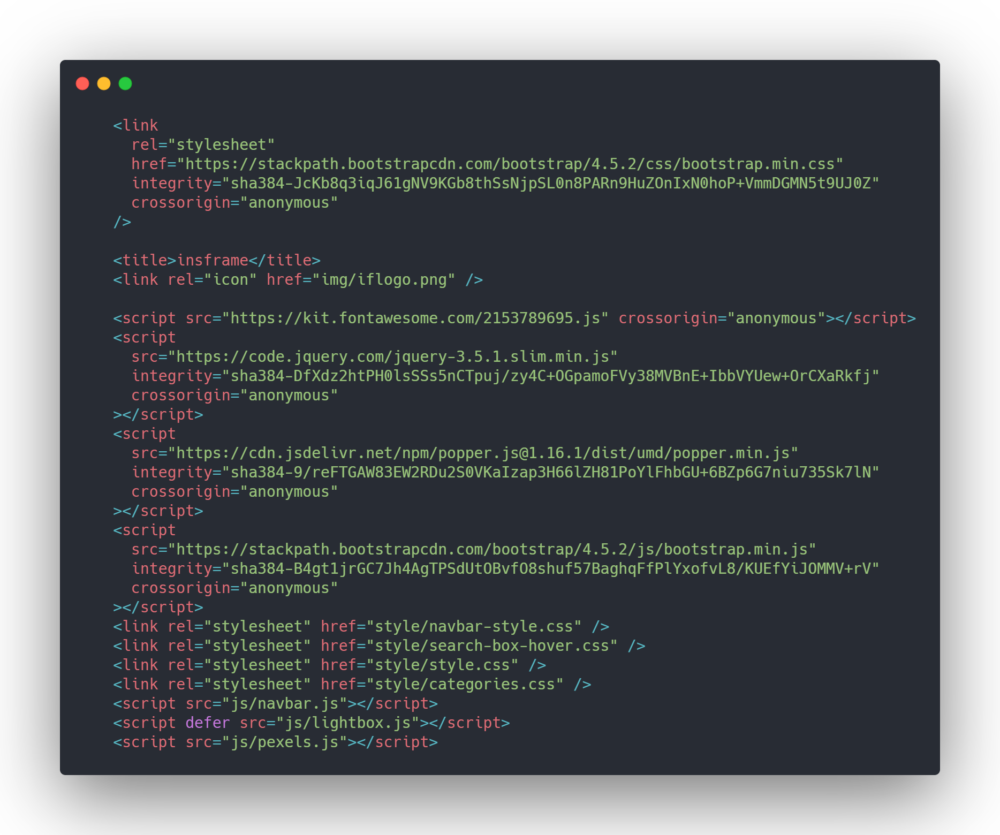 <link
rel="stylesheet"
href="https://stackpath.bootstrapcdn.com/bootstrap/4.5.2/css/bootstrap.min.css"
integrity="sha384-JcKb8q3iqJ61gNV9KGb8thSsNjpSL0n8PARn9HuZOnIxN0hoP+VmmDGMN5t9UJ0Z"
crossorigin="anonymous"
/>
<title>insframe</title>
<link rel="icon" href="img/iflogo.png" />
<script src="https://kit.fontawesome.com/2153789695.js" crossorigin="anonymous"></script>
<script
src="https://code.jquery.com/jquery-3.5.1.slim.min.js"
integrity="sha384-DfXdz2htPH0lsSSs5nCTpuj/zy4C+OGpamoFVy38MVBnE+IbbVYUew+OrCXaRkfj"
crossorigin="anonymous"
></script>
<script
src="https://cdn.jsdelivr.net/npm/popper.js@1.16.1/dist/umd/popper.min.js"
integrity="sha384-9/reFTGAW83EW2RDu2S0VKaIzap3H66lZH81PoYlFhbGU+6BZp6G7niu735Sk7lN"
crossorigin="anonymous"
></script>
<script
src="https://stackpath.bootstrapcdn.com/bootstrap/4.5.2/js/bootstrap.min.js"
integrity="sha384-B4gt1jrGC7Jh4AgTPSdUtOBvfO8shuf57BaghqFfPlYxofvL8/KUEfYiJOMMV+rV"
crossorigin="anonymous"
></script>
<link rel="stylesheet" href="style/navbar-style.css" />
<link rel="stylesheet" href="style/search-box-hover.css" />
<link rel="stylesheet" href="style/style.css" />
<link rel="stylesheet" href="style/categories.css" />
<script src="js/navbar.js"></script>
<script defer src="js/lightbox.js"></script>
<script src="js/pexels.js"></script>